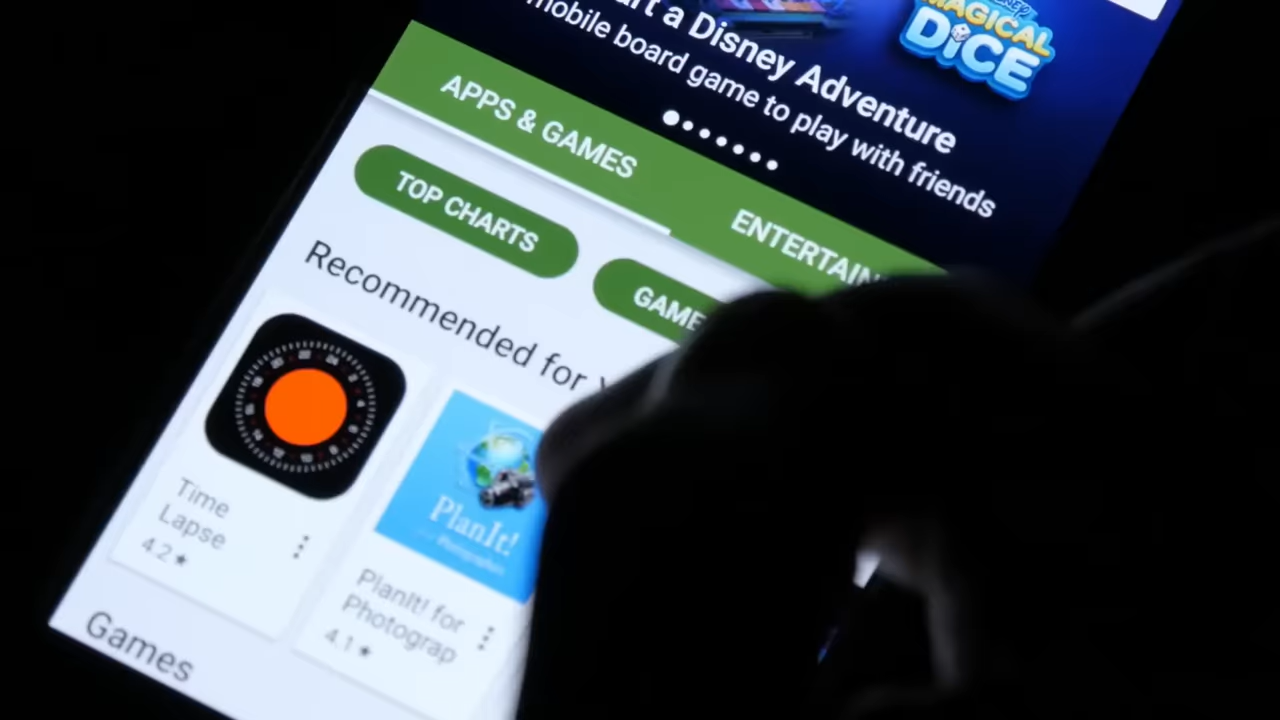 MAGICAL
DiCE
art a Disney Adventure
mobile board game to play with friends
APPS & GAMES
ENTERTAIN
TOP CHARTS
GAME
Recommended for
Time
Lapse
4.2★
PlanIt!
PlanIt! for
Photograp
4.1★
Games